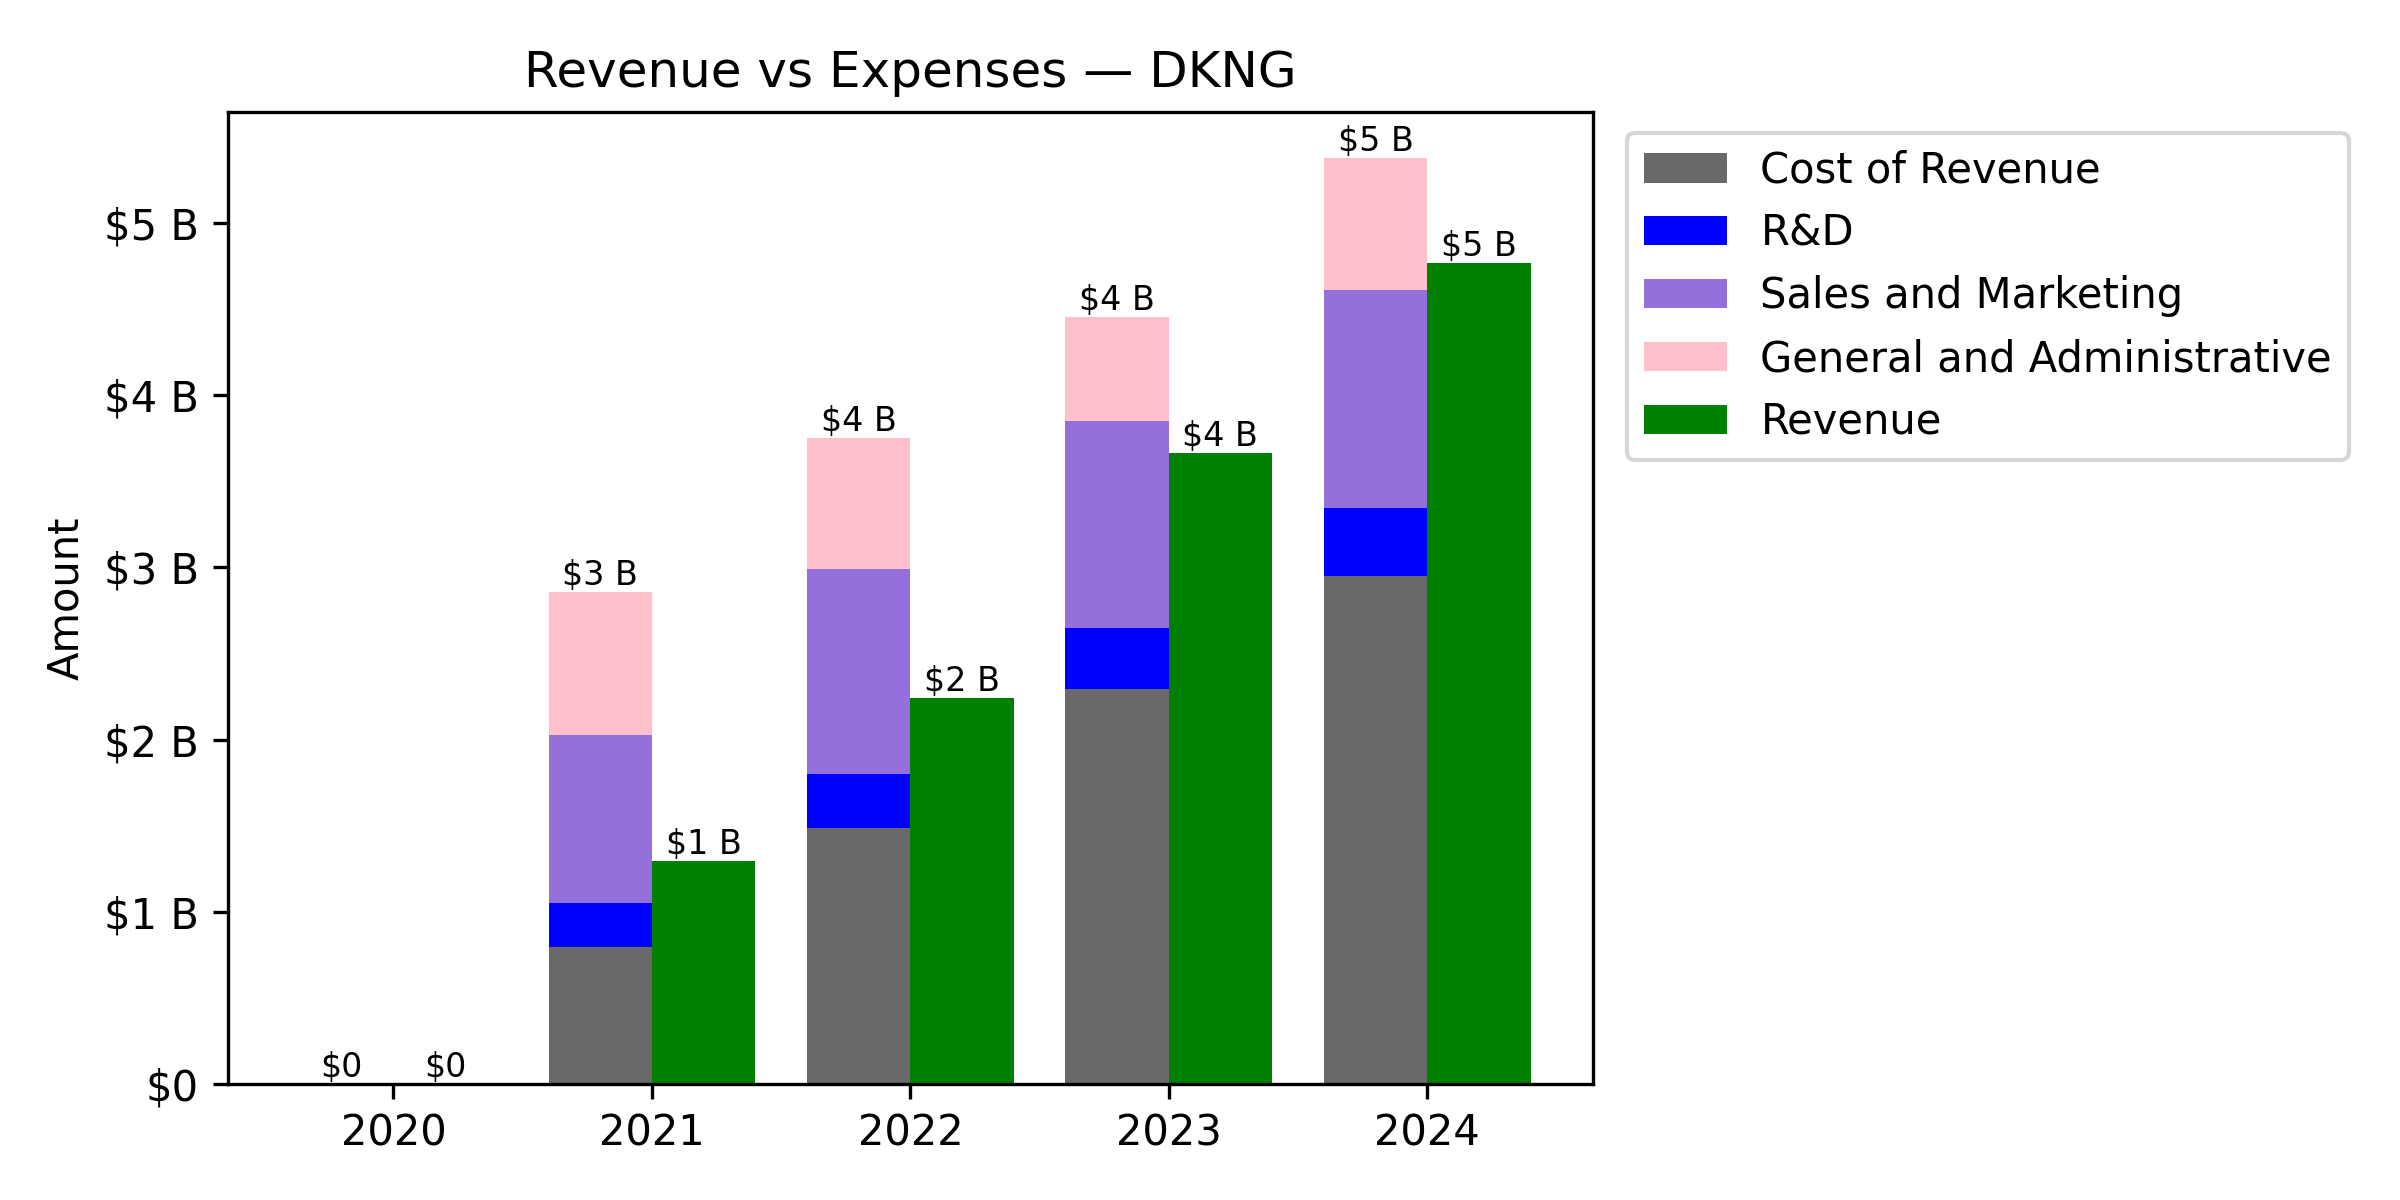 Revenue vs Expenses — DKNG
Amount
$5 B
$4 B
$3 B
$2 B
$1 B
$0
$0
$0
$3 B
$1 B
$4 B
$2 B
$4 B
$4 B
$5 B
$5 B
2020
2021
2022
2023
2024
Cost of Revenue
R&D
Sales and Marketing
General and Administrative
Revenue